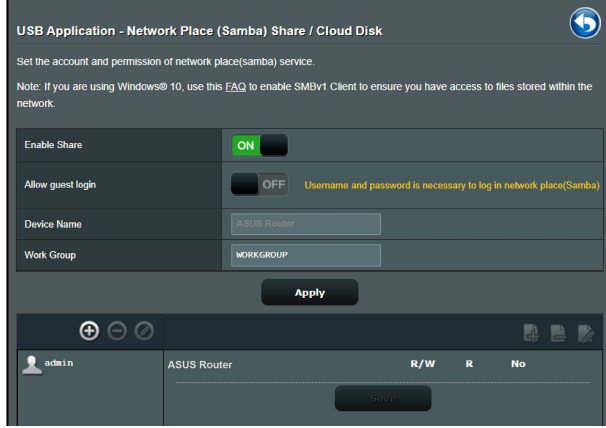 USB Application - Network Place (Samba) Share / Cloud Disk
Set the account and permission of network place(samba) service.
Note: If you are using Windows® 10, use this FAQ to enable SMBv1 Client to ensure you have access to files stored within the
network.
Enable Share ON
Allow guest login OFF Username and password is necessary to log in network place(Samba)
Device Name ASUS Router
Work Group WORKGROUP
Apply
admin ASUS Router R/W R No
Save